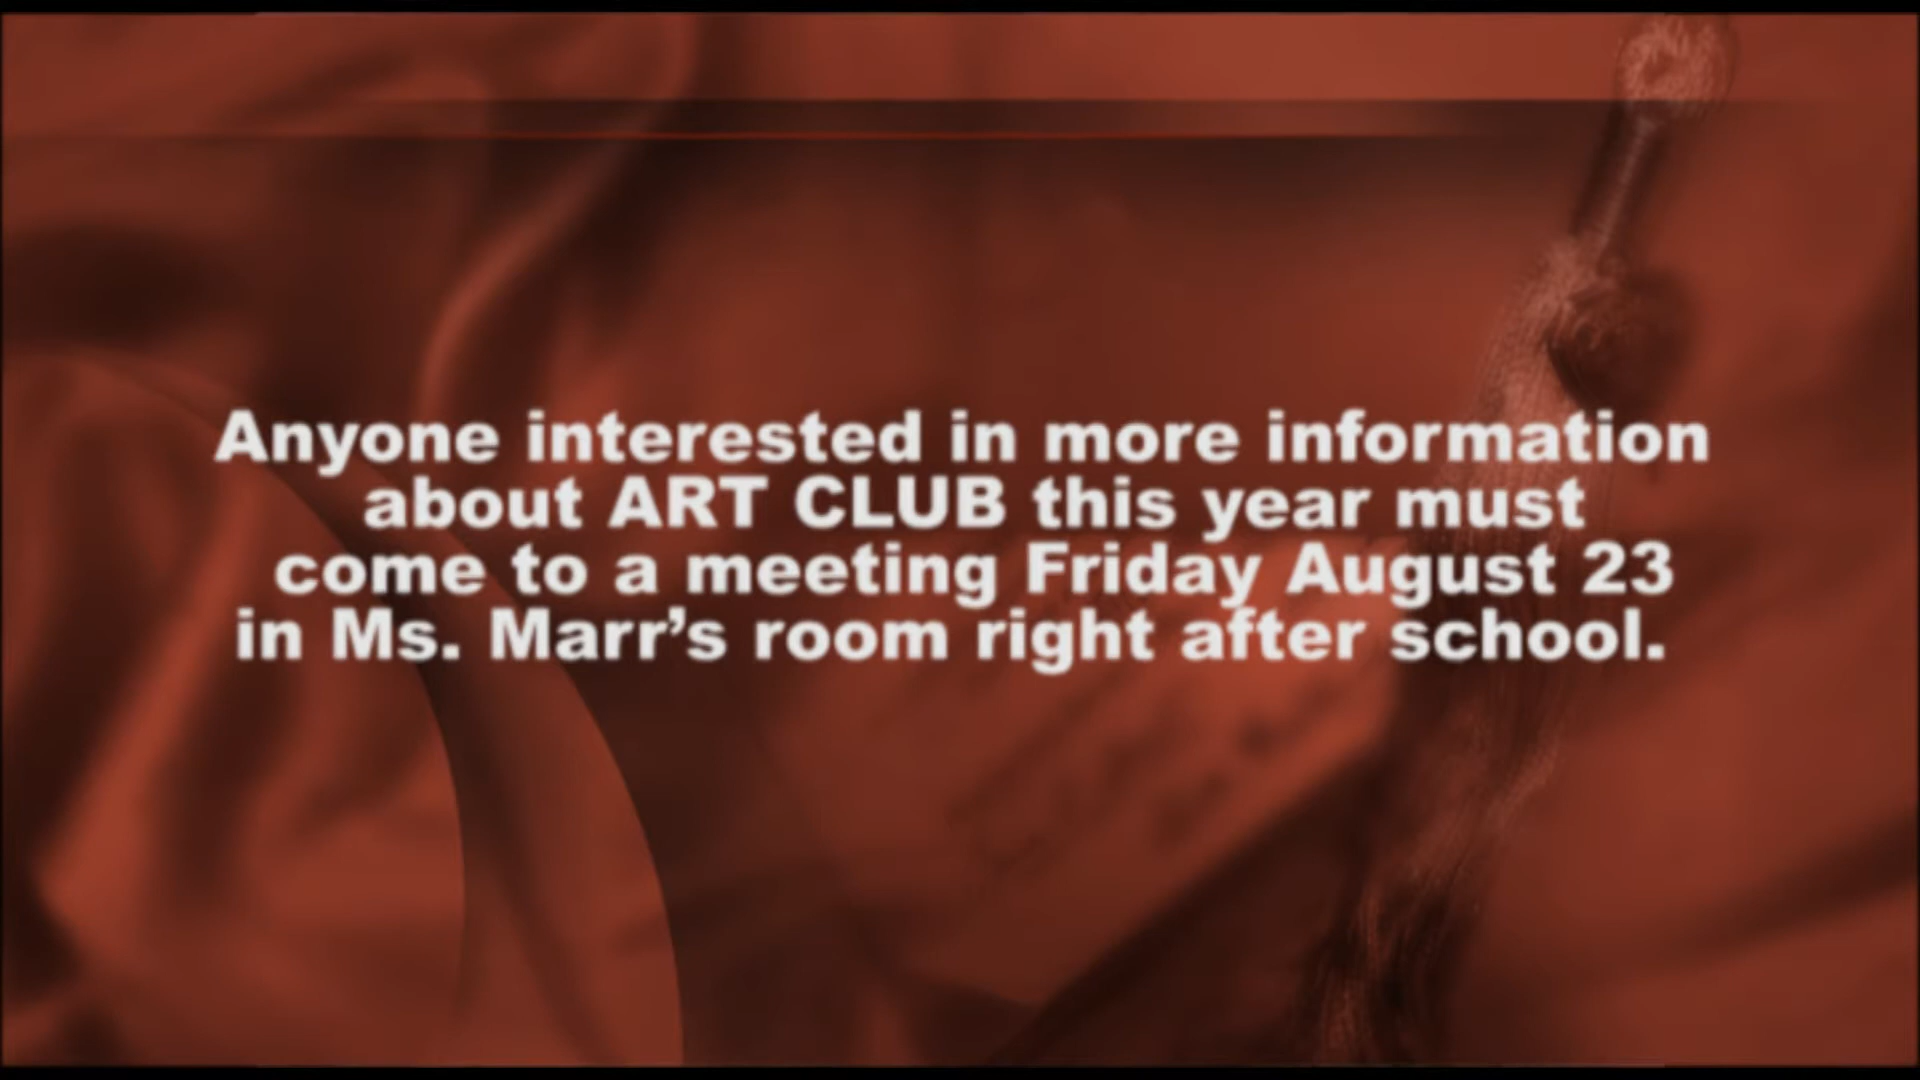 Anyone interested in more information
about ART CLUB this year must
come to a meeting Friday August 23
in Ms. Marr’s room right after school.